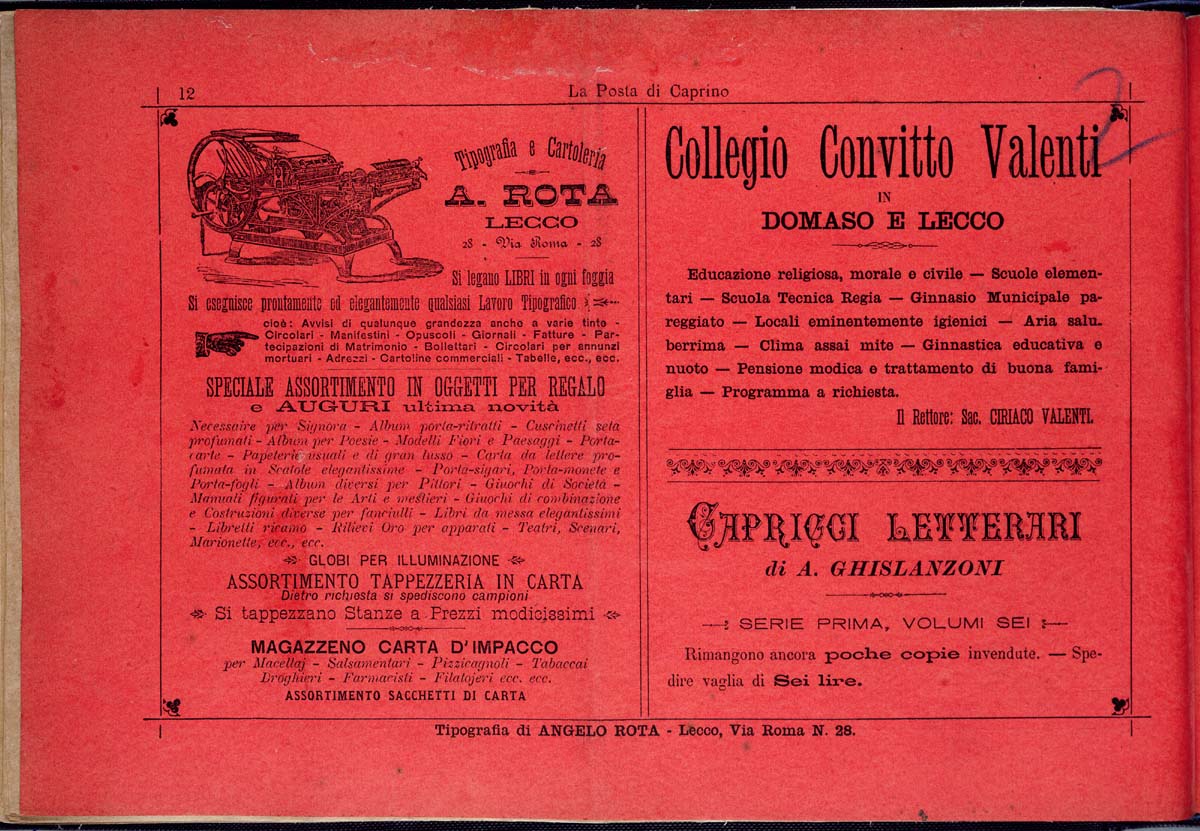 12
La Posta di Caprino
Tipografia e Cartoleria
A. ROTA
LECCO
28 - Via Roma - 28
Si legano LIBRI in ogni foggia
Si eseguisce prontamente ed elegantemente qualsiasi Lavoro Tipografico
cioè: Avvisi di qualunque grandezza anche a varie tinte -
Circolari - Manifestini - Opuscoli - Giornali - Fatture - Par-
tecipazioni di Matrimonio - Bollettari - Circolari per annunzi
mortuari - Adrezzi - Cartoline commerciali - Tabelle, ecc., ecc.
SPECIALE ASSORTIMENTO IN OGGETTI PER REGALO
e AUGURI ultima novità
Necessaire per Signora - Album porta-ritratti - Cuscinetti seta
profumati - Album per Poesie - Modelli Fiori e Paesaggi - Porta-
carte - Papeterie usuali e di gran lusso - Carta da lettere pro-
fumata in Scatole elegantissime - Porta-sigari, Porta-monete e
Porta-fogli - Album diversi per Pittori - Giuochi di Società -
Manuali figurati per le Arti e mestieri - Giuochi di combinazione
e Costruzioni diverse per fanciulli - Libri da messa elegantissimi
- Libretti ricamo - Rilievi Oro per apparati - Teatri, Scenari,
Marionette, ecc., ecc.
GLOBI PER ILLUMINAZIONE
ASSORTIMENTO TAPPEZZERIA IN CARTA
Dietro richiesta si spediscono campioni
Si tappezzano Stanze a Prezzi modicissimi
MAGAZZENO CARTA D'IMPACCO
per Macellaj - Salsamentari - Pizzicagnoli - Tabaccai
Droghieri - Farmacisti - Filatojeri ecc. ecc.
ASSORTIMENTO SACCHETTI DI CARTA
2
Collegio Convitto Valenti
IN
DOMASO E LECCO
Educazione religiosa, morale e civile — Scuole elemen-
tari — Scuola Tecnica Regia — Ginnasio Municipale pa-
reggiato — Locali eminentemente igienici — Aria salu-
berrima — Clima assai mite — Ginnastica educativa e
nuoto — Pensione modica e trattamento di buona fami-
glia — Programma a richiesta.
Il Rettore: Sac. CIRIACO VALENTI.
CAPRICCI LETTERARI
di A. GHISLANZONI
SERIE PRIMA, VOLUMI SEI
Rimangono ancora poche copie invendute. — Spe-
dire vaglia di Sei lire.
Tipografia di ANGELO ROTA - Lecco, Via Roma N. 28.